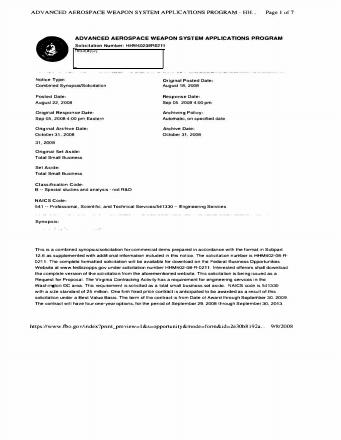 ADVANCED AEROSPACE WEAPON SYSTEM APPLICATIONS PROGRAM - HH... Page 1 of 7
ADVANCED AEROSPACE WEAPON SYSTEM APPLICATIONS PROGRAM
Solicitation Number: HHM40208R0211
Notice Type:
Combined Synopsis/Solicitation
Original Posted Date:
August 18, 2008
Posted Date:
August 22, 2008
Response Date:
Sep 05, 2008 4:00 pm
Original Response Date:
Sep 05, 2008 4:00 pm Eastern
Archiving Policy:
Automatic, on specified date
Original Archive Date:
October 31, 2008
Archive Date:
October 31, 2008
31, 2008
Original Set Aside:
Total Small Business
Set Aside:
Total Small Business
Classification Code:
B -- Special studies and analysis - not R&D
NAICS Code:
541 -- Professional, Scientific, and Technical Services/541330 -- Engineering Services
Synopsis:
This is a combined synopsis/solicitation for commercial items prepared in accordance with the format in Subpart
12.6 as supplemented with additional information included in this notice. The solicitation number is HHM402-08-R-
0211. The complete formatted solicitation will be available for download on the Federal Business Opportunities
Website at www.fedbizopps.gov under solicitation number HHM402-08-R-0211. Interested offerors shall download
the complete version of the solicitation from the aforementioned website. This solicitation is being issued as a
Request for Proposal. The Virginia Contracting Activity has a requirement for engineering services in the
Washington DC area. This requirement is solicited as a total small business set aside. NAICS code is 541330
with a size standard of 25 million. One firm fixed price contract is anticipated to be awarded as a result of this
solicitation under a Best Value Basis. The term of the contract is from Date of Award through September 30, 2009.
The contract will have four one-year options, for the period of September 29, 2008 through September 30, 2013.
https://www.fbo.gov/index?print_preview=1&s=opportunity&mode=form&id=2e30b8192a... 9/8/2008